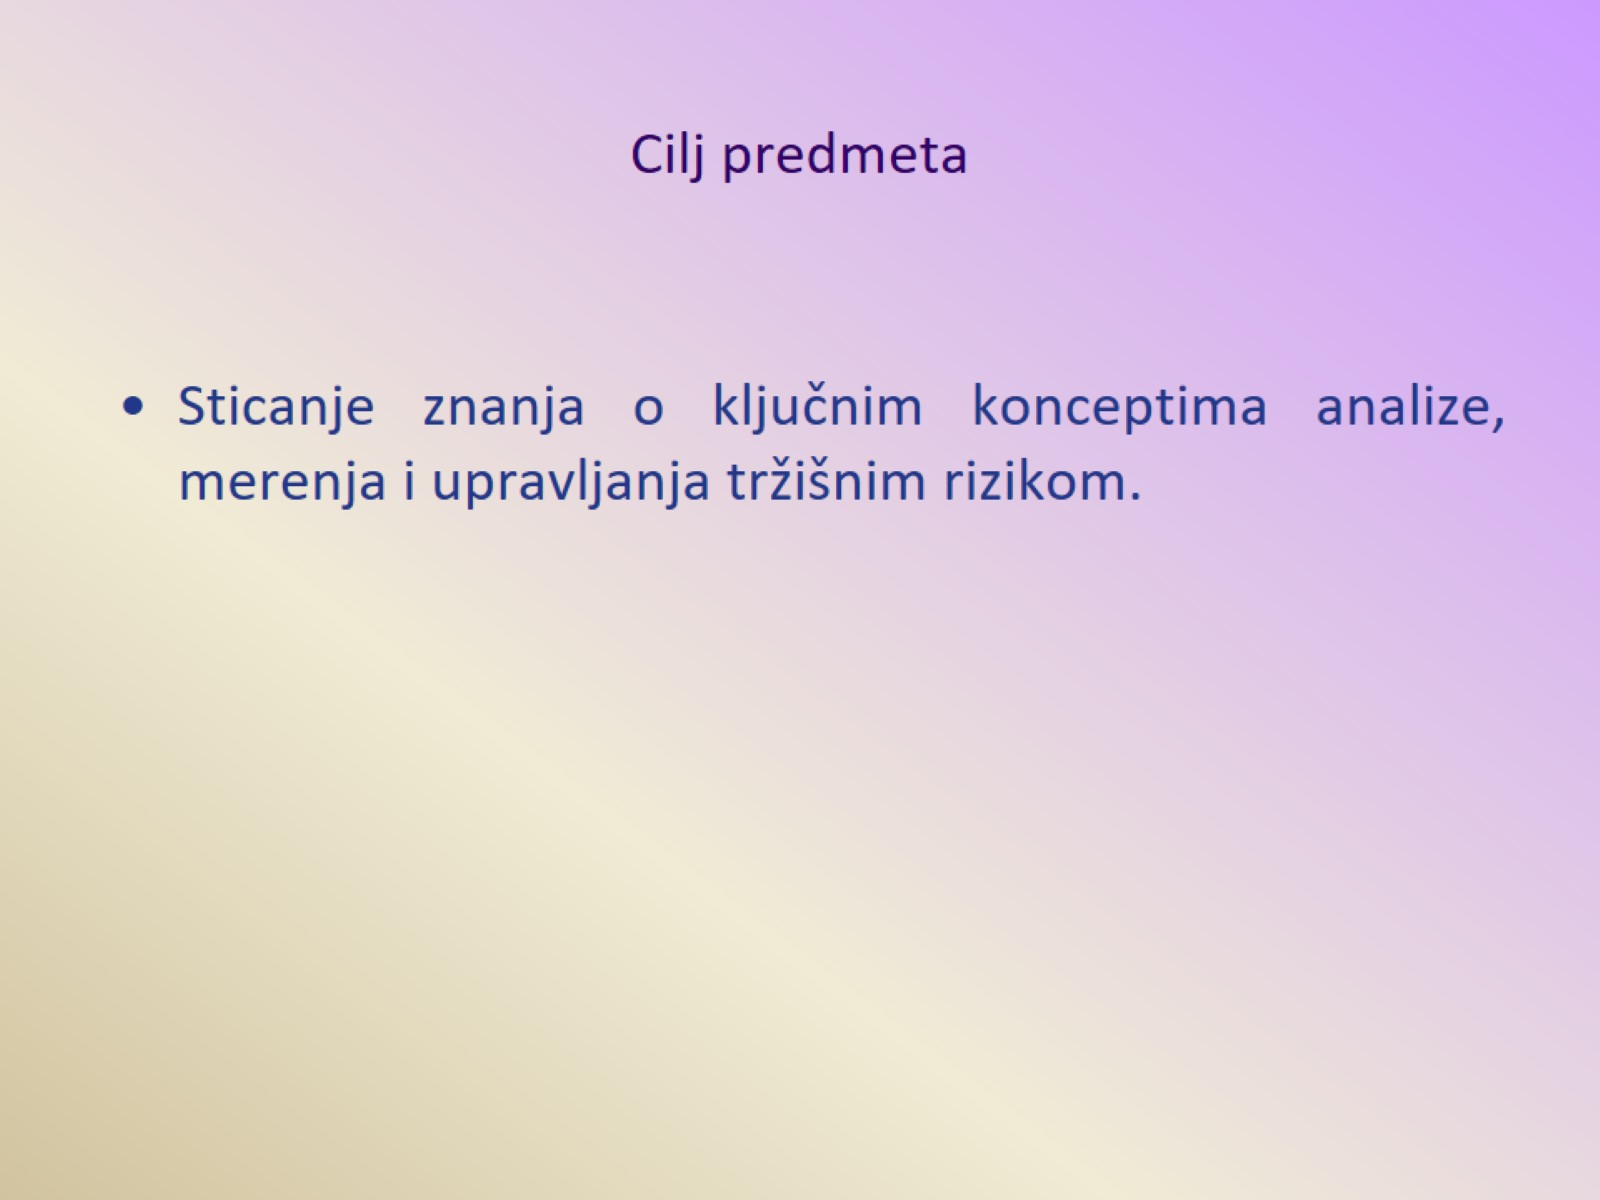 Cilj predmeta
• Sticanje znanja o ključnim konceptima analize,
merenja i upravljanja tržišnim rizikom.